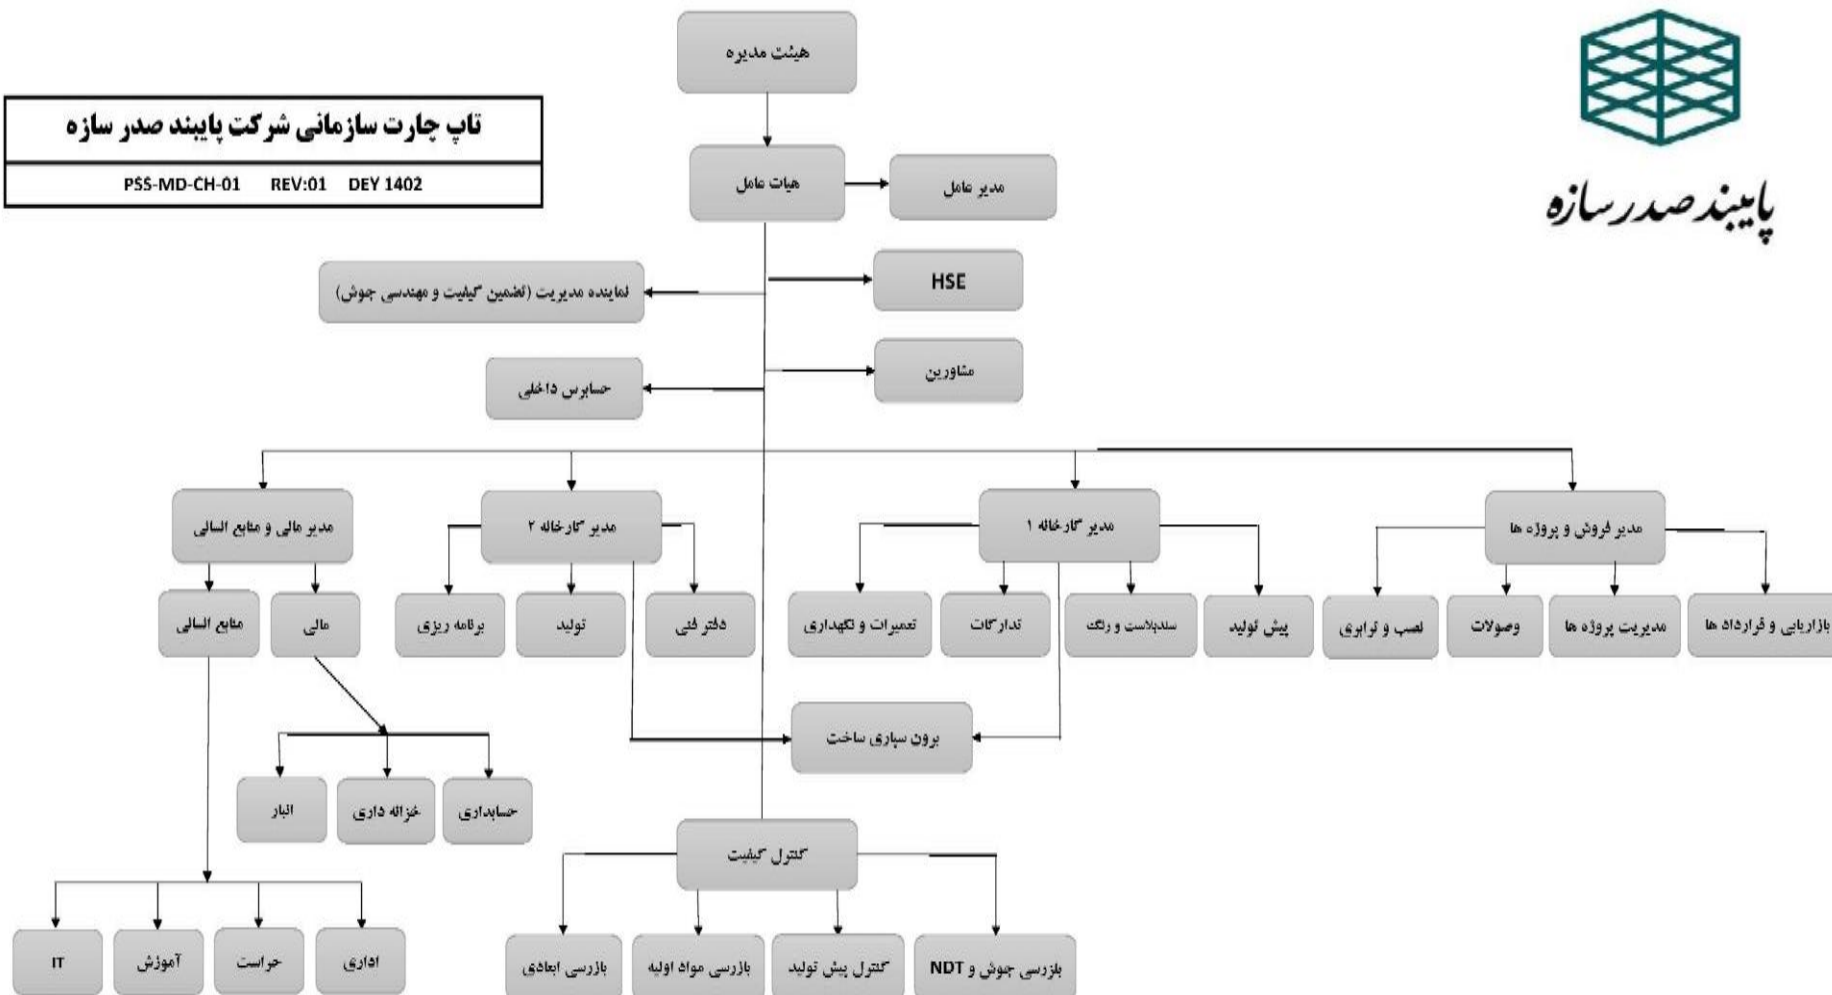 هیئت مدیره
تاپ چارت سازمانی شرکت پایبند صدر سازه
PSS-MD-CH-01 REV:01 DEY 1402
هیات عامل
مدیر عامل
پایبند صدر سازه
HSE
نماینده مدیریت (تضمین کیفیت و مهندسی جوش)
مشاورین
حسابرس داخلی
مدیر فروش و پروژه ها
مدیر کارخانه ۱
مدیر کارخانه ۲
مدیر مالی و منابع انسانی
بازاریابی و قرارداد ها
مدیریت پروژه ها
وصولات
نصب و ترابری
پیش تولید
سندبلاست و رنگ
تدارکات
تعمیرات و نگهداری
دفتر فنی
تولید
برنامه ریزی
مالی
منابع انسانی
برون سپاری ساخت
حسابداری
خزانه داری
انبار
کنترل کیفیت
بازرسی جوش و NDT
کنترل پیش تولید
بازرسی مواد اولیه
بازرسی ابعادی
اداری
حراست
آموزش
IT